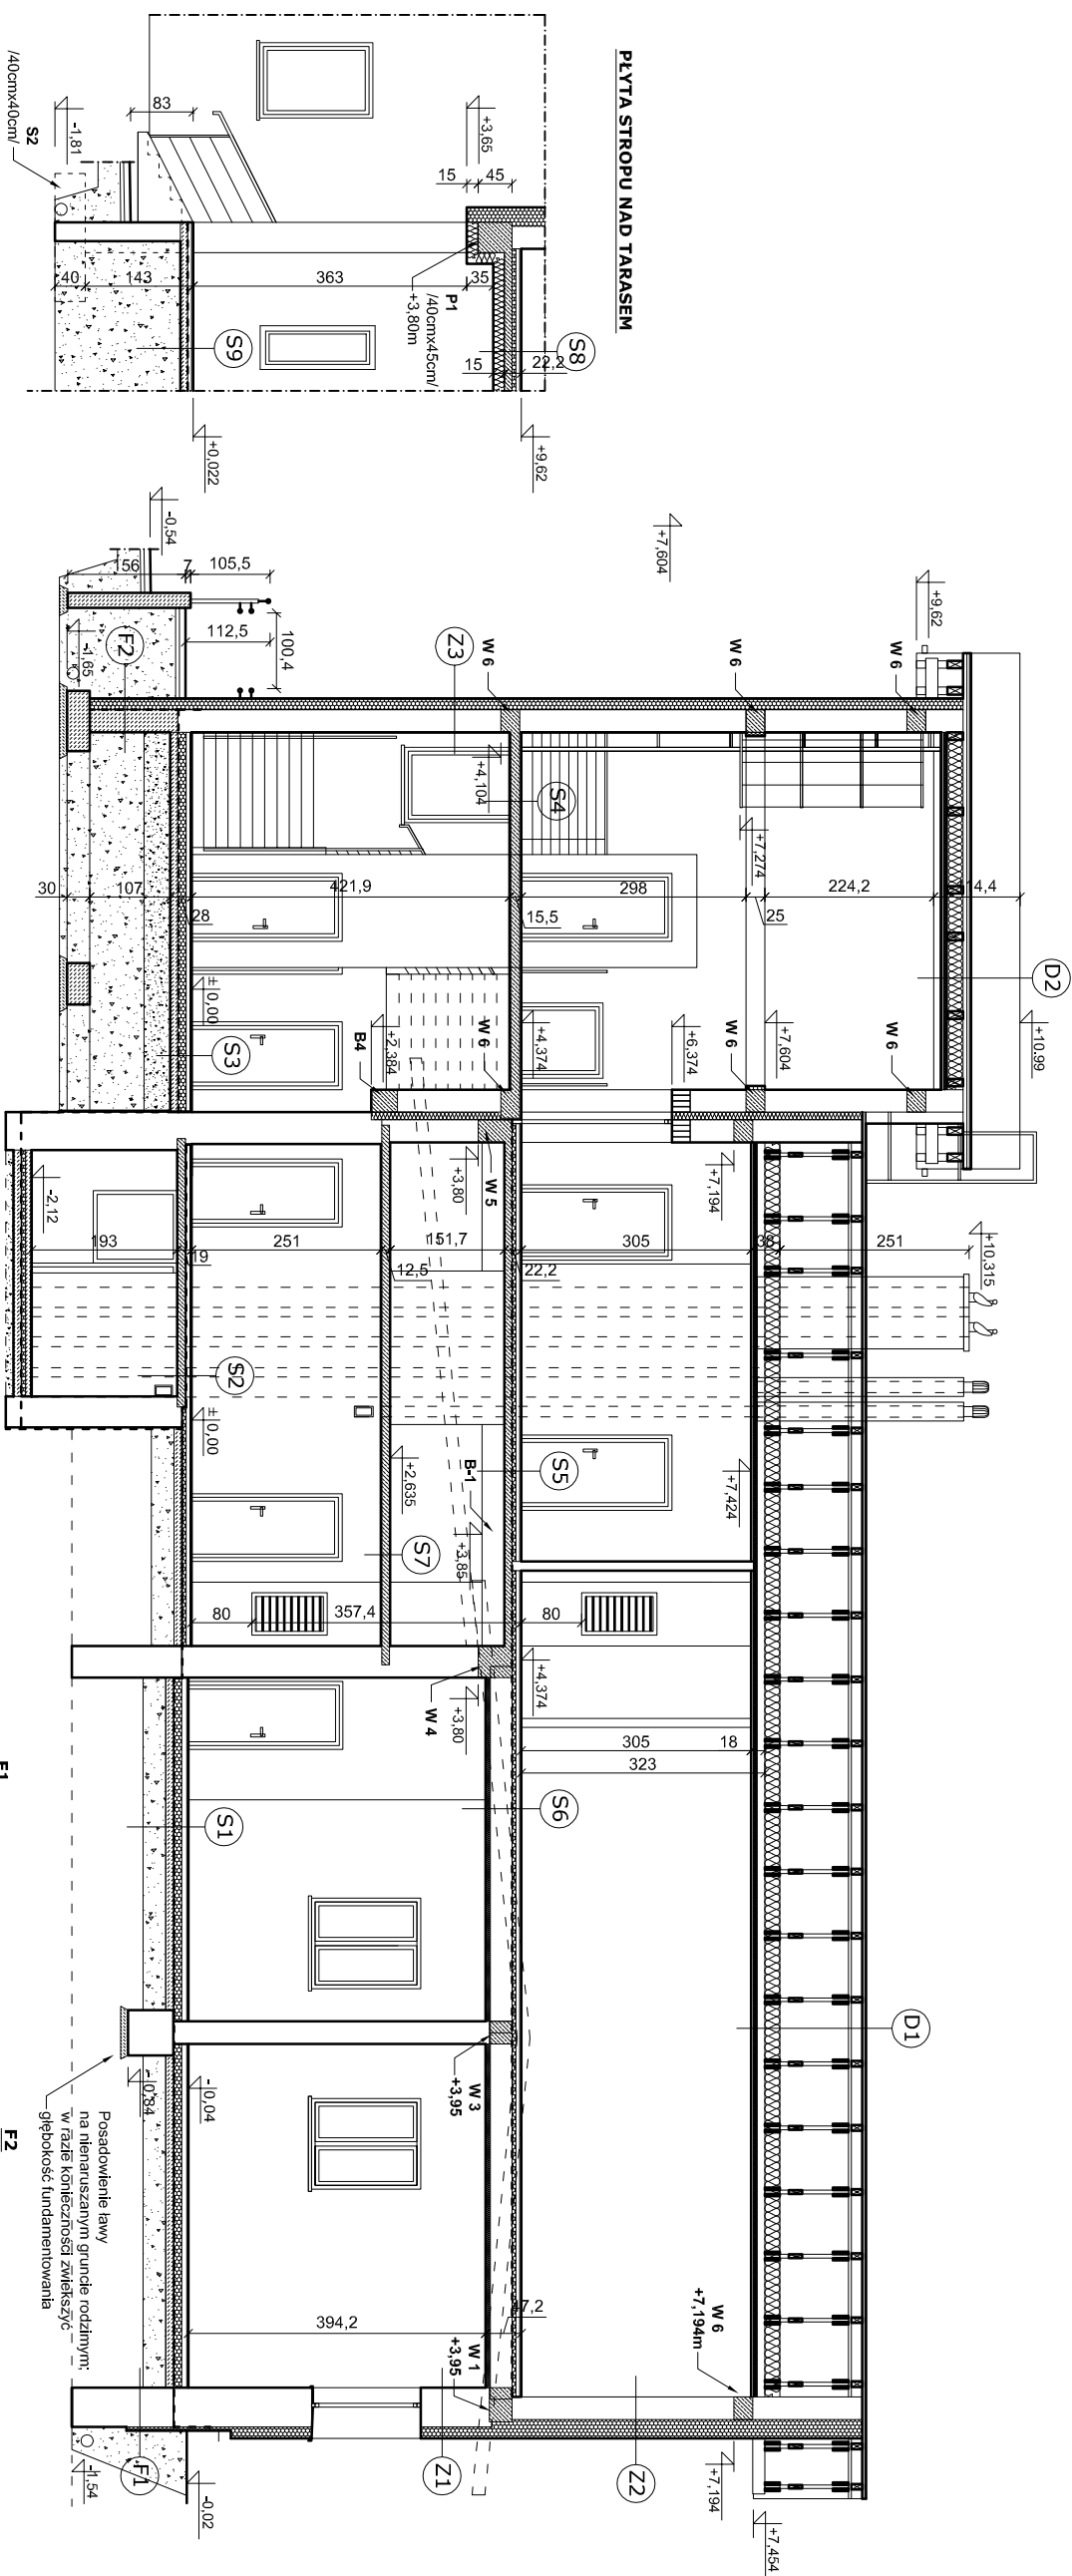 PŁYTA STROPU NAD TARASEM
+3,65
15
45
83
-1,81
S2
/40cmx40cm/
40
143
363
35
P1
/40cmx45cm/
+3,80m
S8
S9
15
22,2
+0,022
+9,62
+7,604
-0,54
156
7
105,5
112,5
100,4
-1,65
F2
Z3
W 6
W 6
W 6
+9,62
+4,104
S4
+7,274
30
107
28
421,9
15,5
298
25
224,2
14,4
D2
+10.99
±0,00
S3
B4
+2,384
W 6
+4,374
+6,374
W 6
+7,604
W 6
-2,12
+3,80
W 5
+7,194
193
19
251
12,5
151,7
22,2
305
38
251
+10,315
S2
±0,00
+2,635
B-1
S5
+7,424
S7
+3,85
80
357,4
80
W 4
+3,80
+4,374
305
18
323
S1
S6
D1
W 3
+3,95
-0,84
-0,04
Posadowienie ławy
na nienaruszanym gruncie rodzimym;
w razie konieczności zwiekszyć
głębokość fundamentowania
F1
F2
394,2
47,2
W 1
+3,95
W 6
+7,194m
F1
-1,54
-0,02
Z1
Z2
+7,194
+7,454